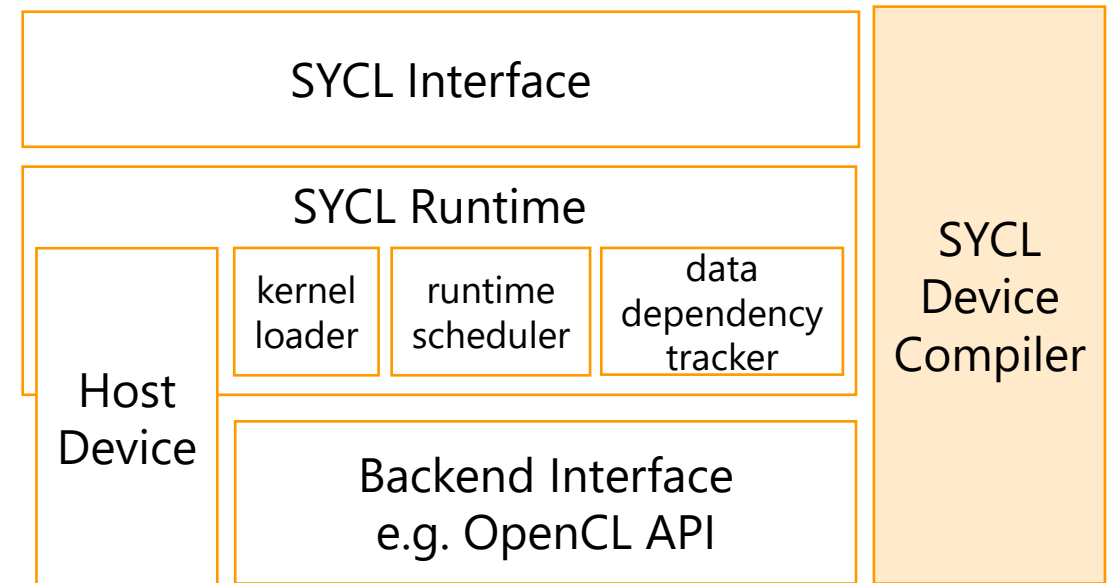 SYCL Interface
SYCL Runtime
kernel
loader
runtime
scheduler
data
dependency
tracker
Host
Device
Backend Interface
e.g. OpenCL API
SYCL
Device
Compiler